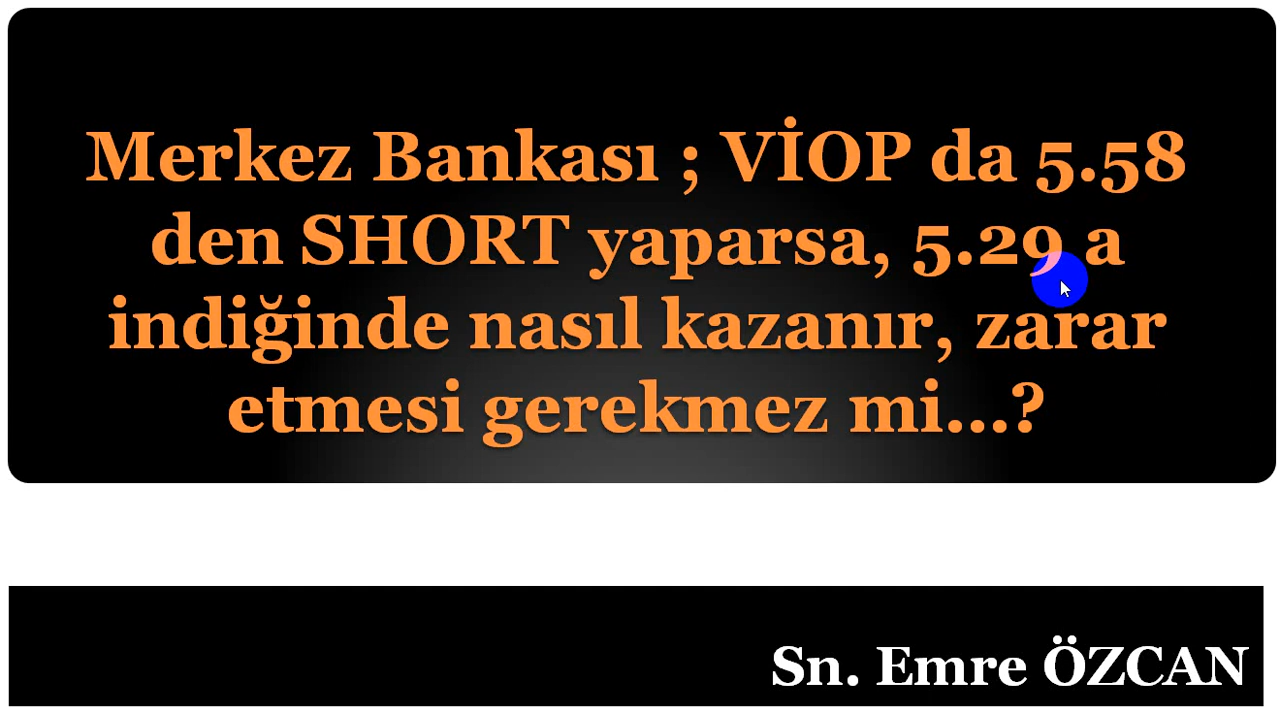 Merkez Bankası ; VİOP da 5.58
den SHORT yaparsa, 5.29 a
indiğinde nasıl kazanır, zarar
etmesi gerekmez mi...?
Sn. Emre ÖZCAN